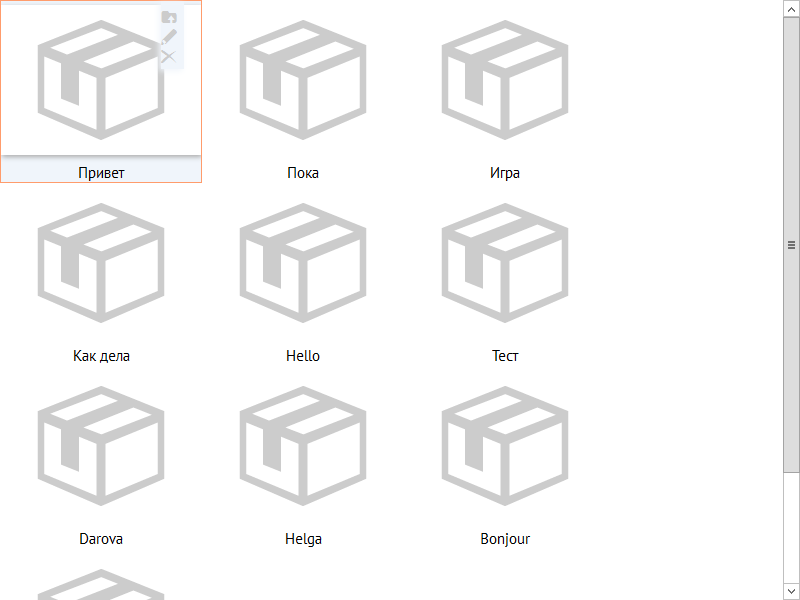 Привет
Пока
Игра
Как дела
Hello
Тест
Darova
Helga
Bonjour